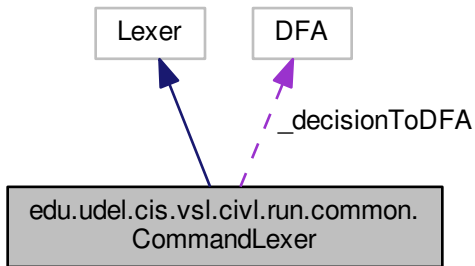 Lexer
DFA
_decisionToDFA
edu.udel.cis.vsl.civl.run.common.
CommandLexer